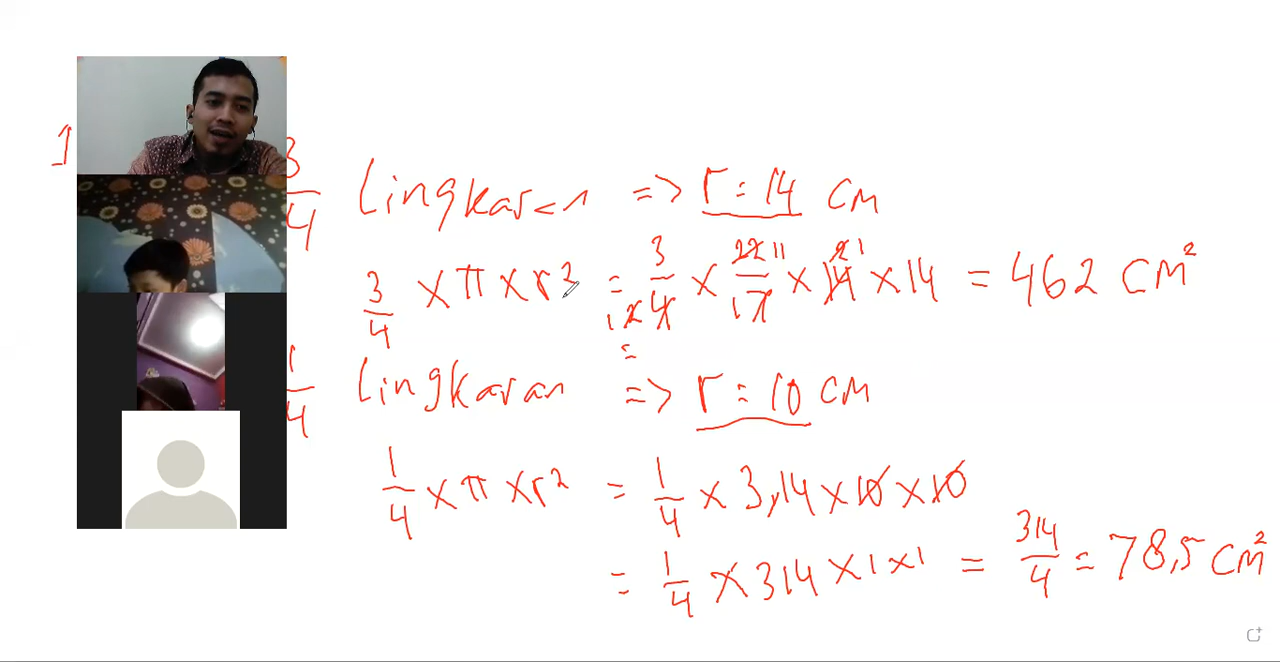 1
3/4 Lingkaran => r = 14 cm
3/4 × π × r² = 3/4 × 22/7 × 14 × 14 = 462 cm²
=
1/4 Lingkaran => r = 10 cm
1/4 × π × r² = 1/4 × 3,14 × 10 × 10
= 1/4 × 314 × 1 × 1 = 314/4 = 78,5 cm²